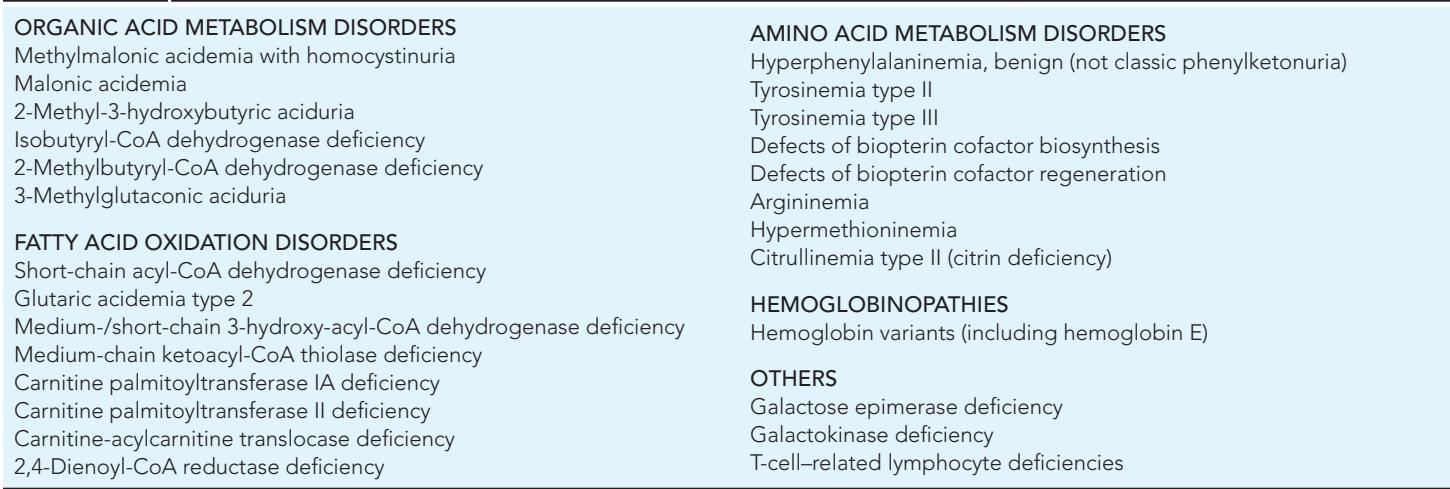 ORGANIC ACID METABOLISM DISORDERS
Methylmalonic acidemia with homocystinuria
Malonic acidemia
2-Methyl-3-hydroxybutyric aciduria
Isobutyryl-CoA dehydrogenase deficiency
2-Methylbutyryl-CoA dehydrogenase deficiency
3-Methylglutaconic aciduria
FATTY ACID OXIDATION DISORDERS
Short-chain acyl-CoA dehydrogenase deficiency
Glutaric acidemia type 2
Medium-/short-chain 3-hydroxy-acyl-CoA dehydrogenase deficiency
Medium-chain ketoacyl-CoA thiolase deficiency
Carnitine palmitoyltransferase IA deficiency
Carnitine palmitoyltransferase II deficiency
Carnitine-acylcarnitine translocase deficiency
2,4-Dienoyl-CoA reductase deficiency
AMINO ACID METABOLISM DISORDERS
Hyperphenylalaninemia, benign (not classic phenylketonuria)
Tyrosinemia type II
Tyrosinemia type III
Defects of biopterin cofactor biosynthesis
Defects of biopterin cofactor regeneration
Argininemia
Hypermethioninemia
Citrullinemia type II (citrin deficiency)
HEMOGLOBINOPATHIES
Hemoglobin variants (including hemoglobin E)
OTHERS
Galactose epimerase deficiency
Galactokinase deficiency
T-cell–related lymphocyte deficiencies